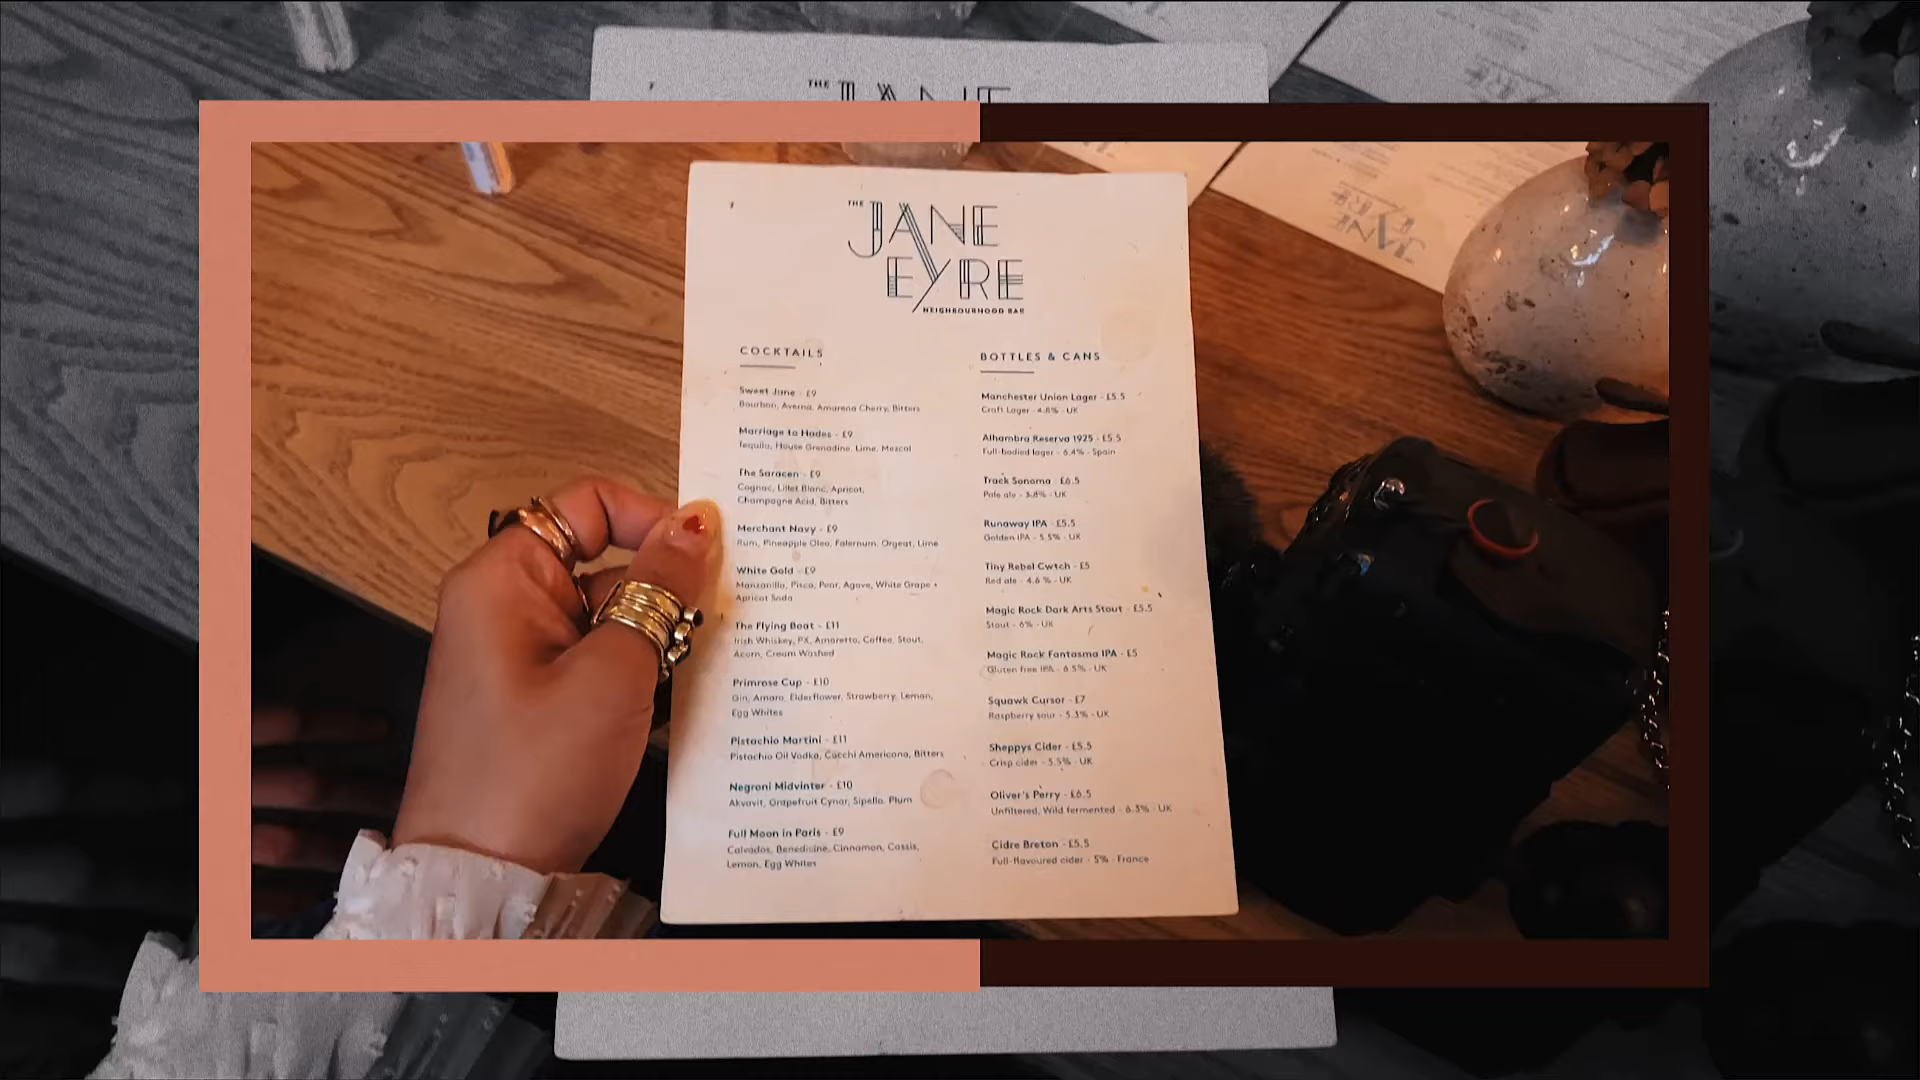 THE
JANE
THE
JANE
EYRE
NEIGHBOURHOOD BAR
COCKTAILS
Sweet Jane - £9
Bourbon, Averna, Amarena Cherry, Bitters
Marriage to Hades - £9
Tequila, House Grenadine, Lime, Mezcal
The Saracen - £9
Cognac, Lillet Blanc, Apricot,
Champagne Acid, Bitters
Merchant Navy - £9
Rum, Pineapple Oleo, Falernum, Orgeat, Lime
White Gold - £9
Manzanilla, Pisco, Pear, Agave, White Grape +
Apricot Soda
The Flying Boat - £11
Irish Whiskey, PX, Amaretto, Coffee, Stout,
Acorn, Cream Washed
Primrose Cup - £10
Gin, Amaro, Elderflower, Strawberry, Lemon,
Egg Whites
Pistachio Martini - £11
Pistachio Oil Vodka, Cocchi Americano, Bitters
Negroni Midvinter - £10
Akvavit, Grapefruit Cynar, Sipello, Plum
Full Moon in Paris - £9
Calvados, Benedicine, Cinnamon, Cassis,
Lemon, Egg Whites
BOTTLES & CANS
Manchester Union Lager - £5.5
Craft Lager - 4.8% - UK
Alhambra Reserva 1925 - £5.5
Full-bodied lager - 6.4% - Spain
Track Sonoma - £6.5
Pale ale - 3.8% - UK
Runaway IPA - £5.5
Golden IPA - 5.5% - UK
Tiny Rebel Cwtch - £5
Red ale - 4.6 % - UK
Magic Rock Dark Arts Stout - £5.5
Stout - 6% - UK
Magic Rock Fantasma IPA - £5
Gluten free IPA - 6.5% - UK
Squawk Cursor - £7
Raspberry sour - 5.3% - UK
Sheppys Cider - £5.5
Crisp cider - 5.5% - UK
Oliver's Perry - £6.5
Unfiltered, Wild fermented - 6.3% - UK
Cidre Breton - £5.5
Full-flavoured cider - 5% - France
JANE
EYRE